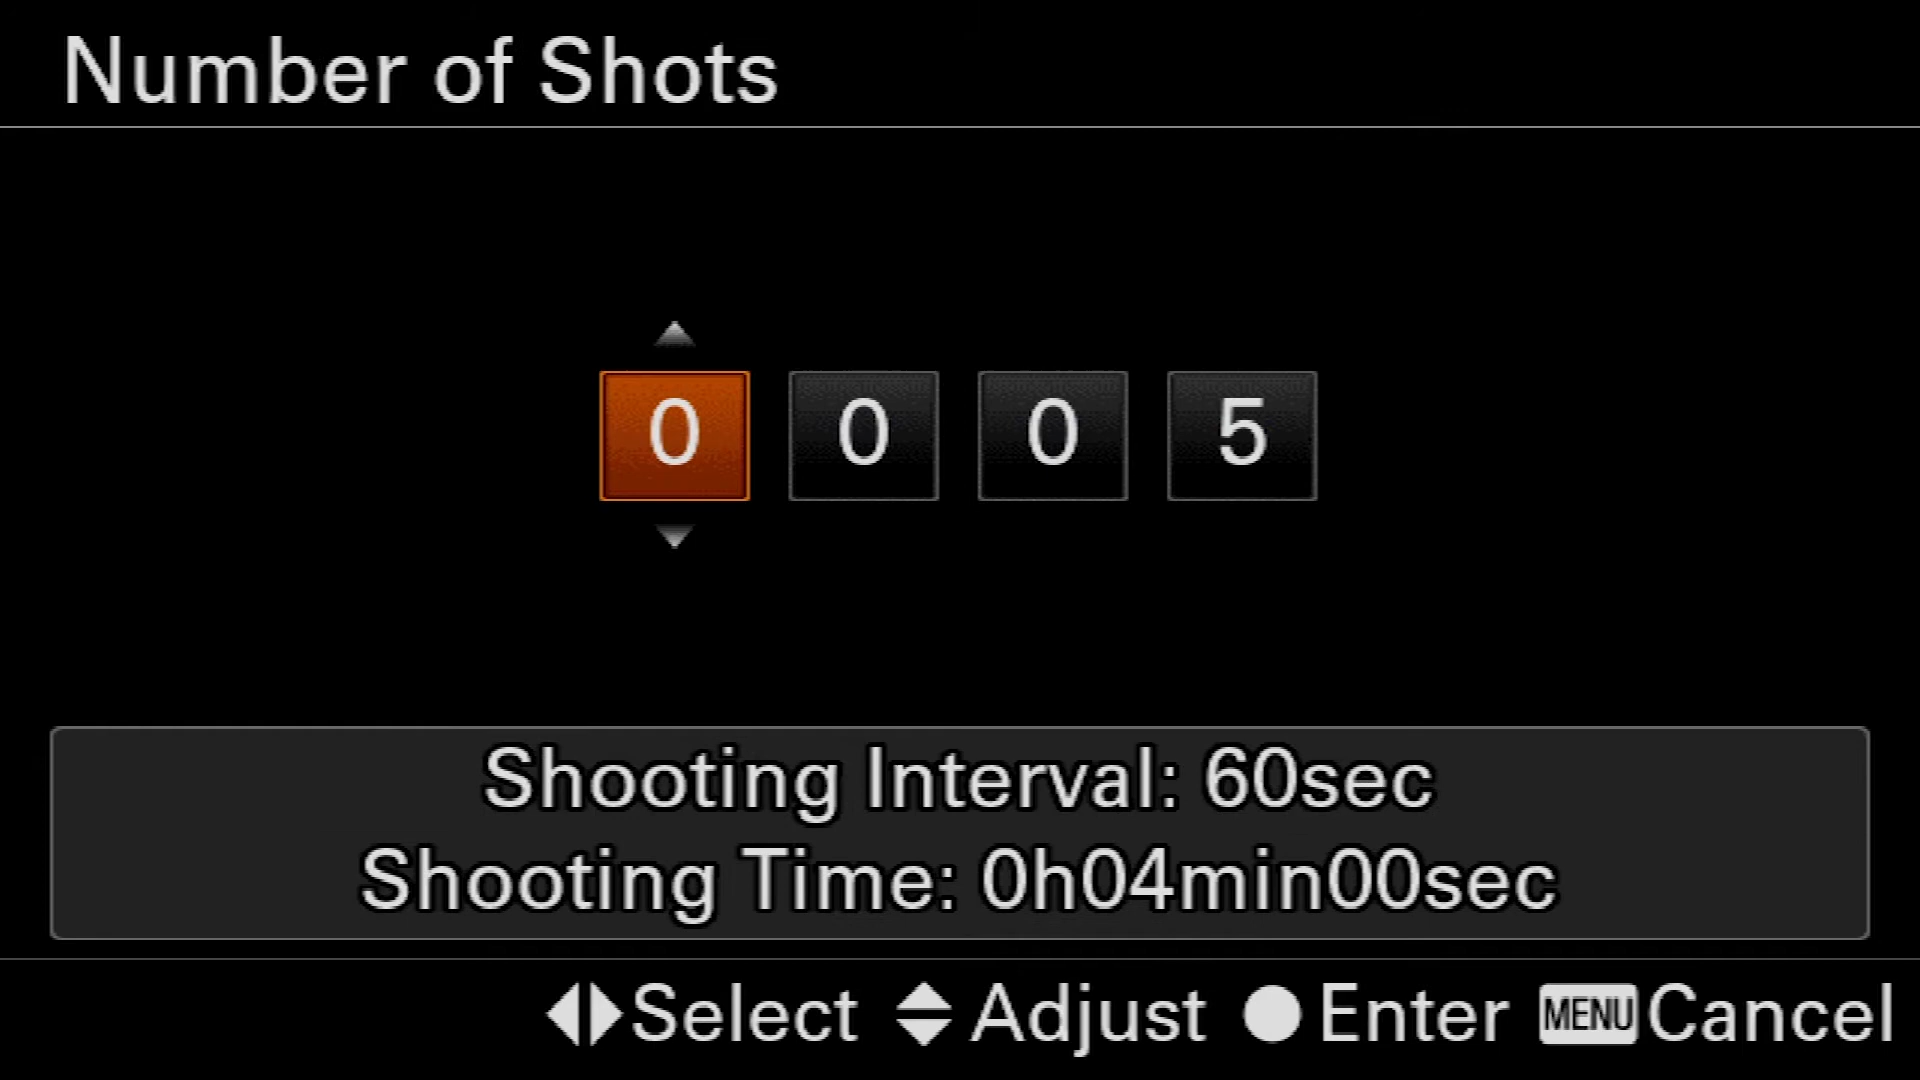 Number of Shots
0 0 0 5
Shooting Interval: 60sec
Shooting Time: 0h04min00sec
Select Adjust Enter MENU Cancel